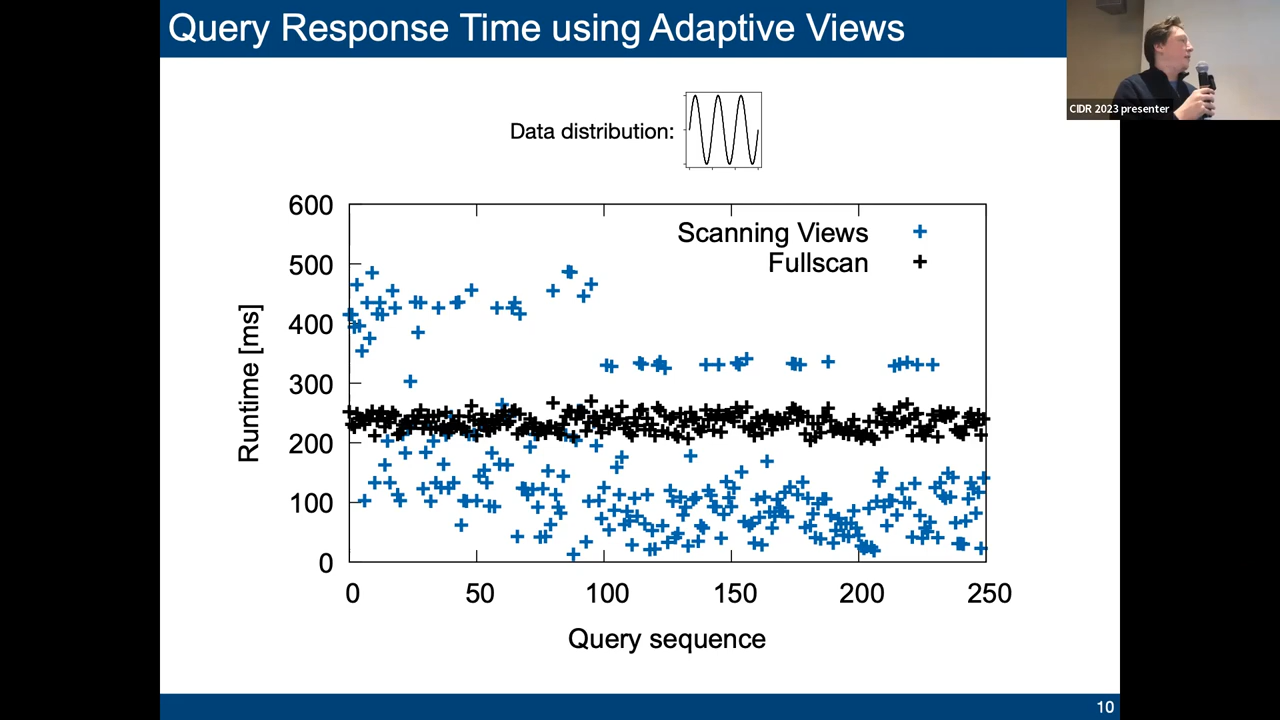 Query Response Time using Adaptive Views
CIDR 2023 presenter
Data distribution:
600
500
400
300
200
100
0
Runtime [ms]
Scanning Views
Fullscan
0 50 100 150 200 250
Query sequence
10